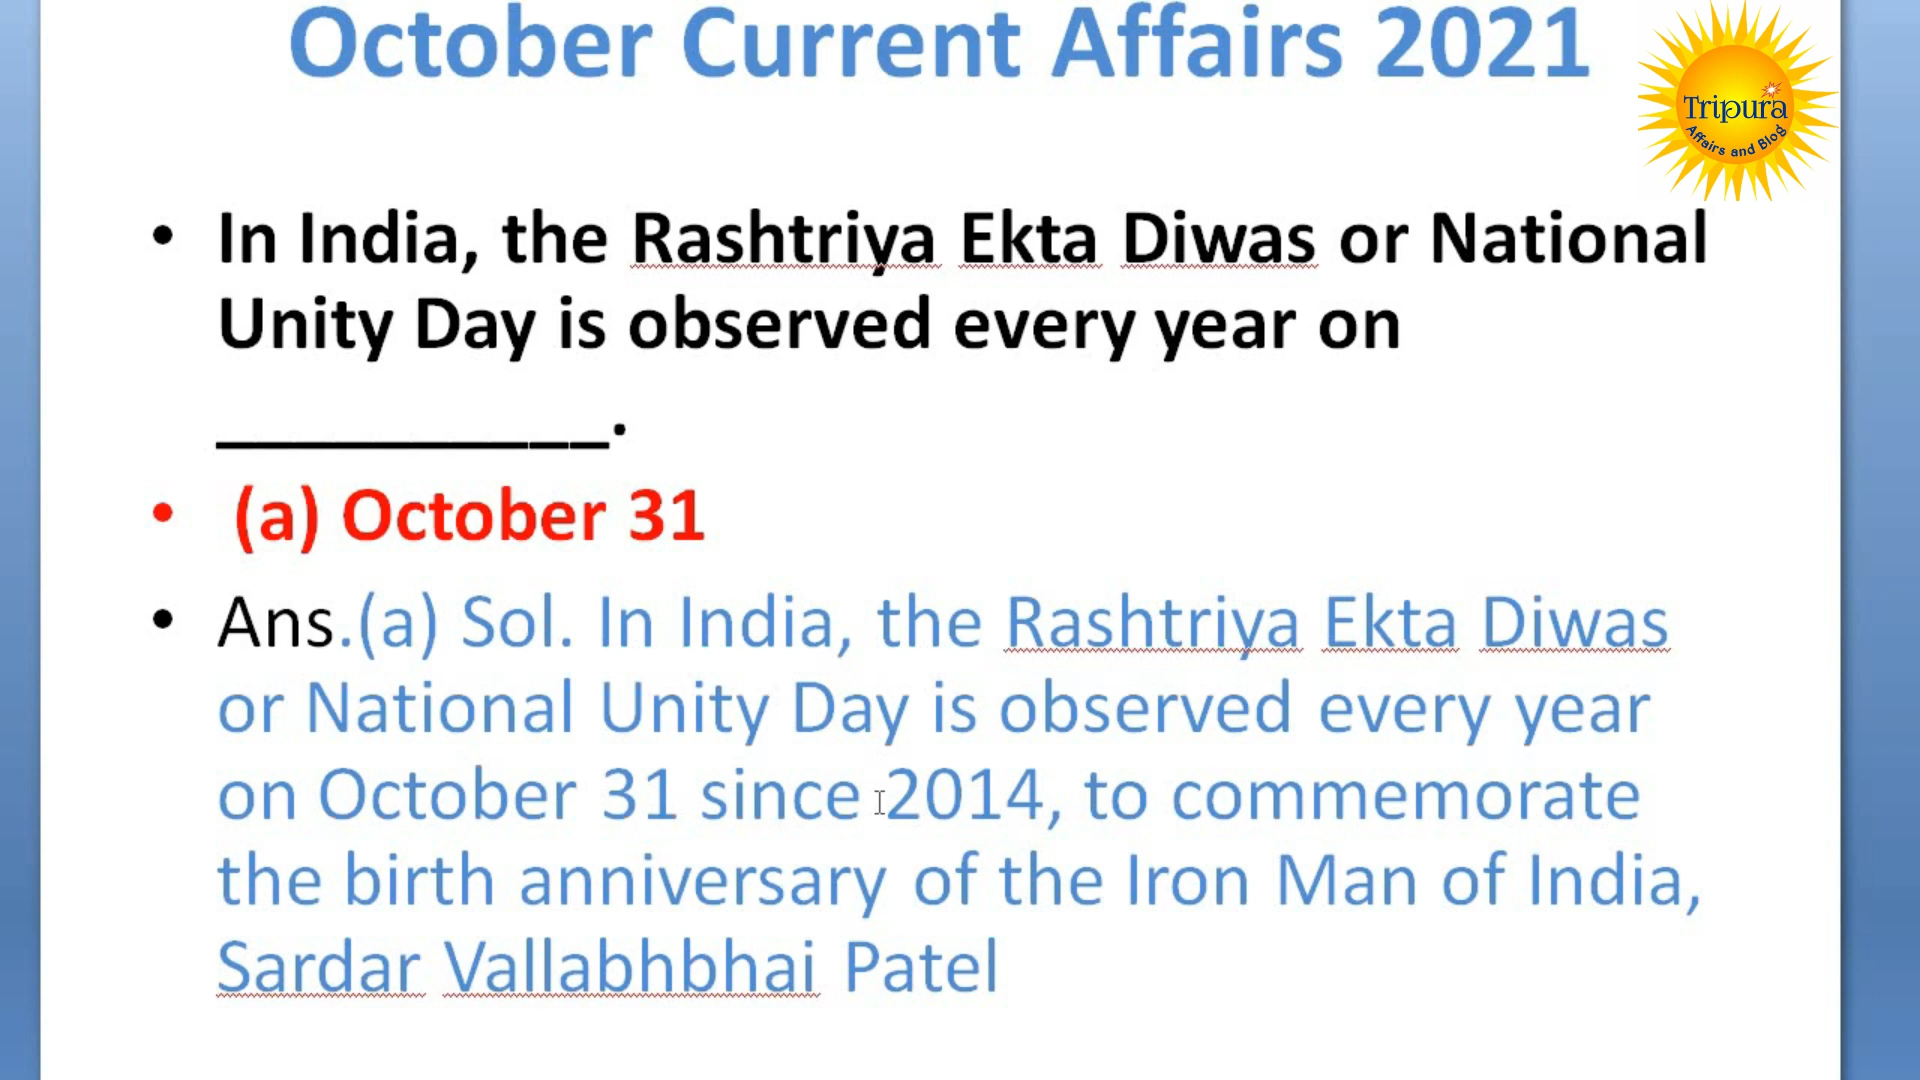 October Current Affairs 2021
Tripura
Affairs and Blog
• In India, the Rashtriya Ekta Diwas or National
Unity Day is observed every year on
__________.
• (a) October 31
• Ans.(a) Sol. In India, the Rashtriya Ekta Diwas
or National Unity Day is observed every year
on October 31 since 2014, to commemorate
the birth anniversary of the Iron Man of India,
Sardar Vallabhbhai Patel